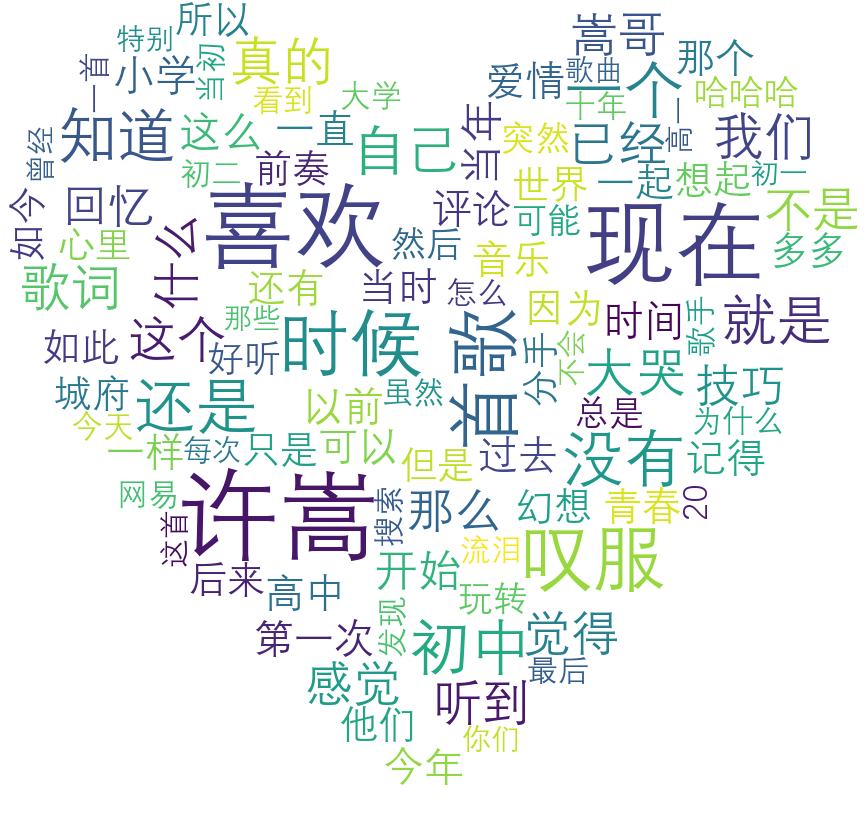 所以
特别
真的
嵩哥
那个
一首
小学
当初
看到
大学
爱情
歌曲
一个
十年
哈哈哈
知道
这么
一直
自己
当年
突然
已经
高一
我们
曾经
初二
前奏
世界
一起
想起
初一
如今
回忆
喜欢
评论
可能
现在
不是
心里
什么
然后
音乐
多多
歌词
还有
当时
怎么
因为
时间
歌手
就是
如此
这个
那些
好听
时候
首歌
分手
不会
大哭
技巧
城府
还是
以前
虽然
总是
为什么
今天
一样
每次
只是
可以
但是
过去
没有
记得
网易
许嵩
搜索
那么
幻想
青春
20
这首
叹服
后来
高中
开始
流泪
玩转
第一次
发现
初中
觉得
感觉
听到
最后
他们
你们
今年